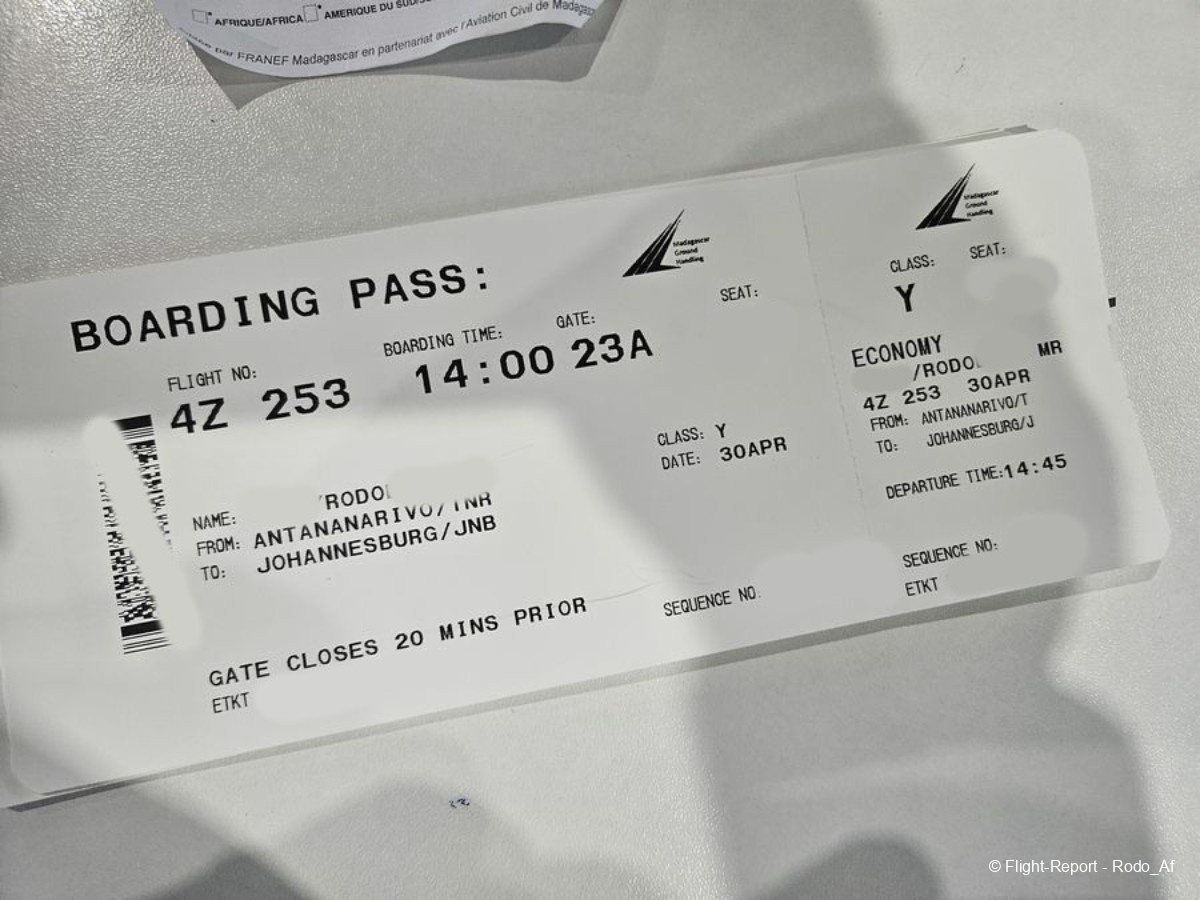 AFRIQUE/AFRICA AMERIQUE DU
par FRANEF Madagascar en partenariat avec l'Aviation Civil de
BOARDING PASS:
Madagascar
Ground
Handling
FLIGHT NO: BOARDING TIME: GATE: SEAT:
4Z 253 14:00 23A
CLASS: Y
DATE: 30APR
NAME: RODO
FROM: ANTANANARIVO/TNR
TO: JOHANNESBURG/JNB
GATE CLOSES 20 MINS PRIOR
SEQUENCE NO.
ETKT
Madagascar
Ground
Handling
CLASS: SEAT:
Y
ECONOMY
/RODO MR
4Z 253 30APR
FROM: ANTANANARIVO/T
TO: JOHANNESBURG/J
DEPARTURE TIME:14:45
SEQUENCE NO:
ETKT
© Flight-Report - Rodo_Af